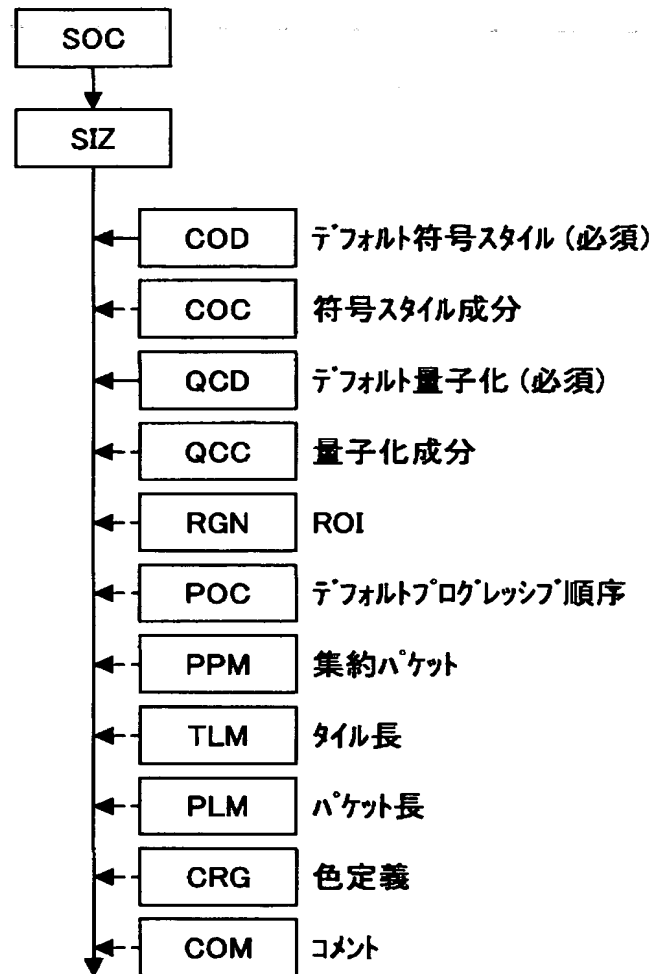 SOC
SIZ
COD ﾃﾞﾌｫﾙﾄ符号ｽﾀｲﾙ (必須)
COC 符号ｽﾀｲﾙ成分
QCD ﾃﾞﾌｫﾙﾄ量子化 (必須)
QCC 量子化成分
RGN ROI
POC ﾃﾞﾌｫﾙﾄﾌﾟﾛｸﾞﾚｯｼﾌﾞ順序
PPM 集約ﾊﾟｹｯﾄ
TLM ﾀｲﾙ長
PLM ﾊﾟｹｯﾄ長
CRG 色定義
COM ｺﾒﾝﾄ